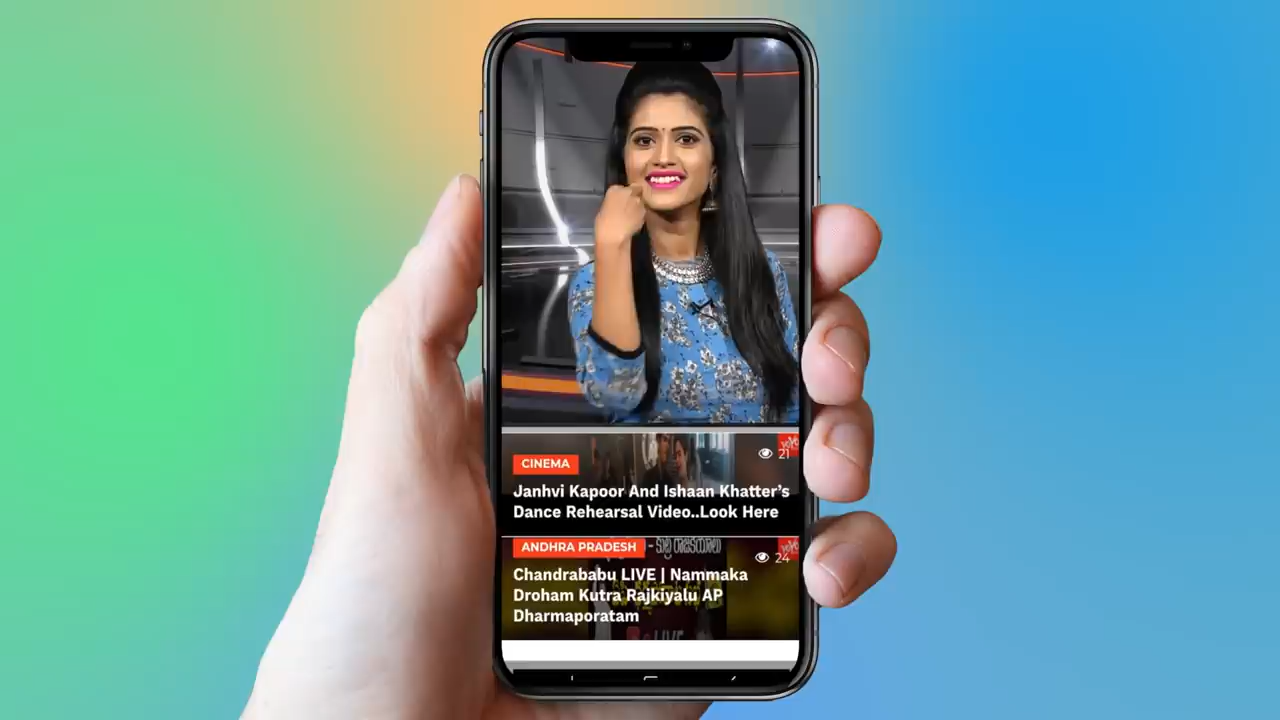 CINEMA
21
Janhvi Kapoor And Ishaan Khatter's
Dance Rehearsal Video..Look Here
ANDHRA PRADESH
24
Chandrababu LIVE | Nammaka
Droham Kutra Rajkiyalu AP
Dharmaporatam
LIVE